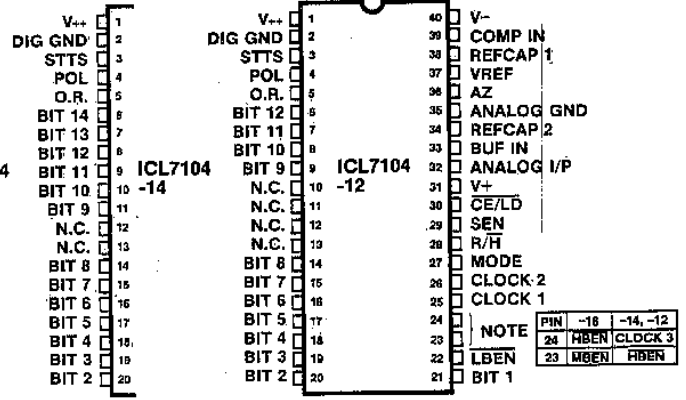 V++ 1
DIG GND 2
STTS 3
POL 4
O.R. 5
BIT 14 6
BIT 13 7
BIT 12 8
4 BIT 11 9 ICL7104
BIT 10 10 -14
BIT 9 11
N.C. 12
N.C. 13
BIT 8 14
BIT 7 15
BIT 6 16
BIT 5 17
BIT 4 18
BIT 3 19
BIT 2 20
V++ 1 40 V-
DIG GND 2 39 COMP IN
STTS 3 38 REFCAP 1
POL 4 37 VREF
O.R. 5 36 AZ
BIT 12 6 35 ANALOG GND
BIT 11 7 34 REFCAP 2
BIT 10 8 33 BUF IN
BIT 9 9 ICL7104 32 ANALOG I/P
N.C. 10 -12 31 V+
N.C. 11 30 CE/LD
N.C. 12 29 SEN
N.C. 13 28 R/H
BIT 8 14 27 MODE
BIT 7 15 26 CLOCK 2
BIT 6 16 25 CLOCK 1
BIT 5 17 24
BIT 4 18 23 NOTE
BIT 3 19 22 LBEN
BIT 2 20 21 BIT 1
PIN -16 -14, -12
24 HBEN CLOCK 3
23 MBEN HBEN